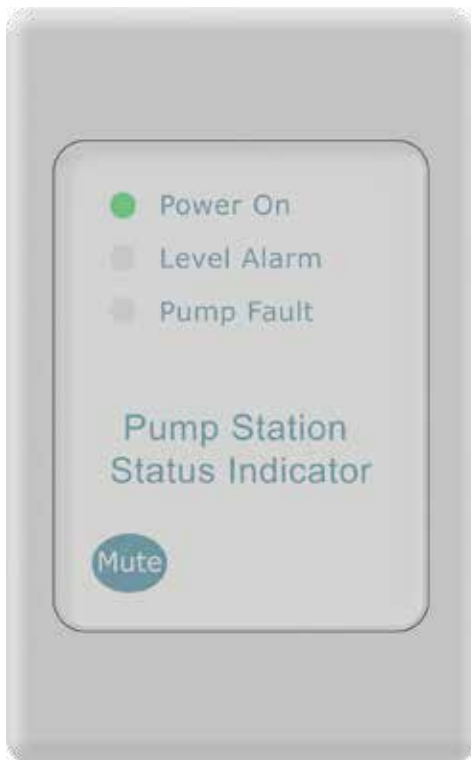 Power On
Level Alarm
Pump Fault
Pump Station
Status Indicator
Mute